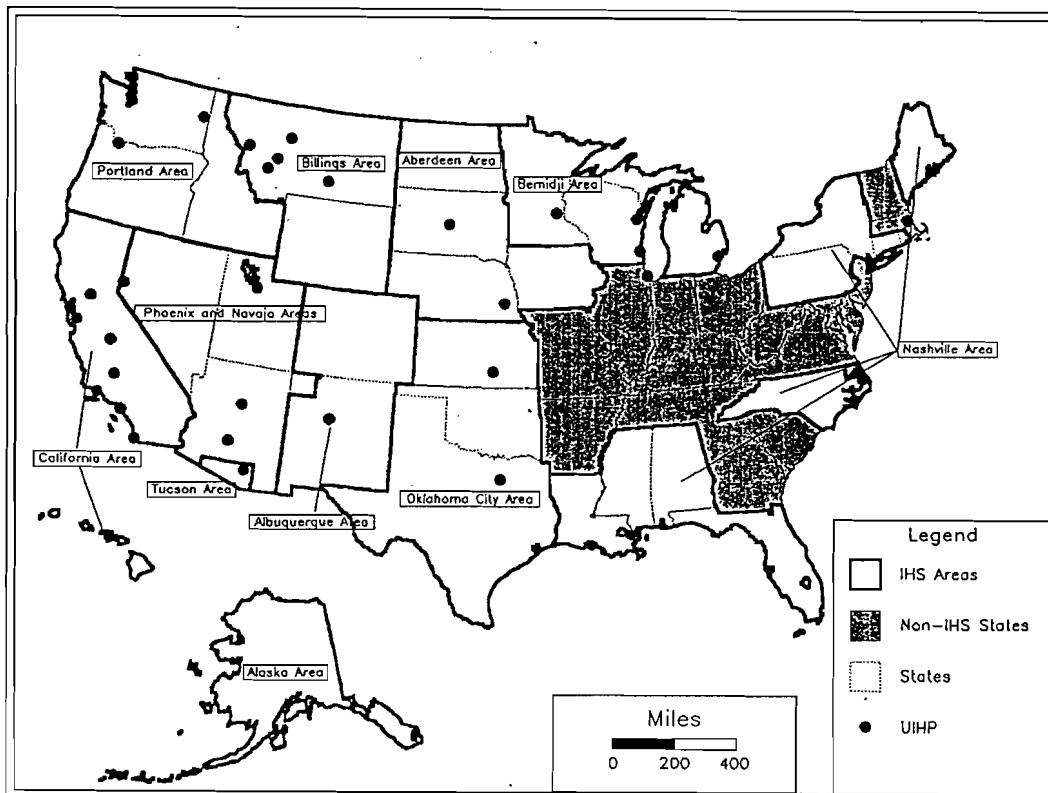 Portland Area
Billings Area
Aberdeen Area
Bemidji Area
Phoenix and Navajo Areas
Nashville Area
California Area
Tucson Area
Albuquerque Area
Oklahoma City Area
Alaska Area
Legend
IHS Areas
Non-IHS States
States
UIHP
Miles
0 200 400